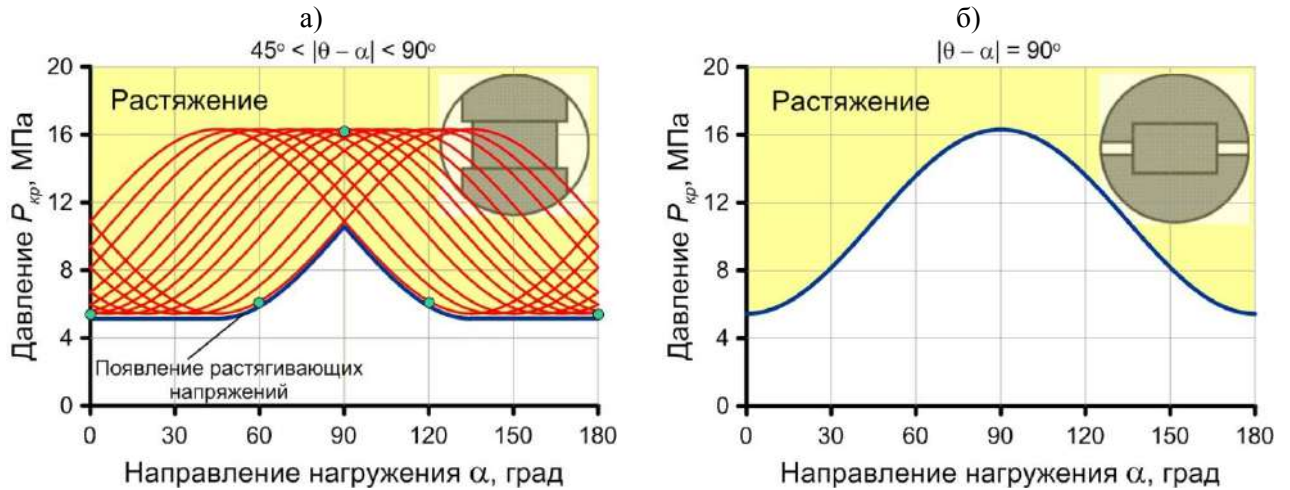 а)
45° < |θ – α| < 90°
20
16
12
8
4
0
Давление Pкр, МПа
Растяжение
Появление растягивающих
напряжений
0 30 60 90 120 150 180
Направление нагружения α, град
б)
|θ – α| = 90°
20
16
12
8
4
0
Давление Pкр, МПа
Растяжение
0 30 60 90 120 150 180
Направление нагружения α, град